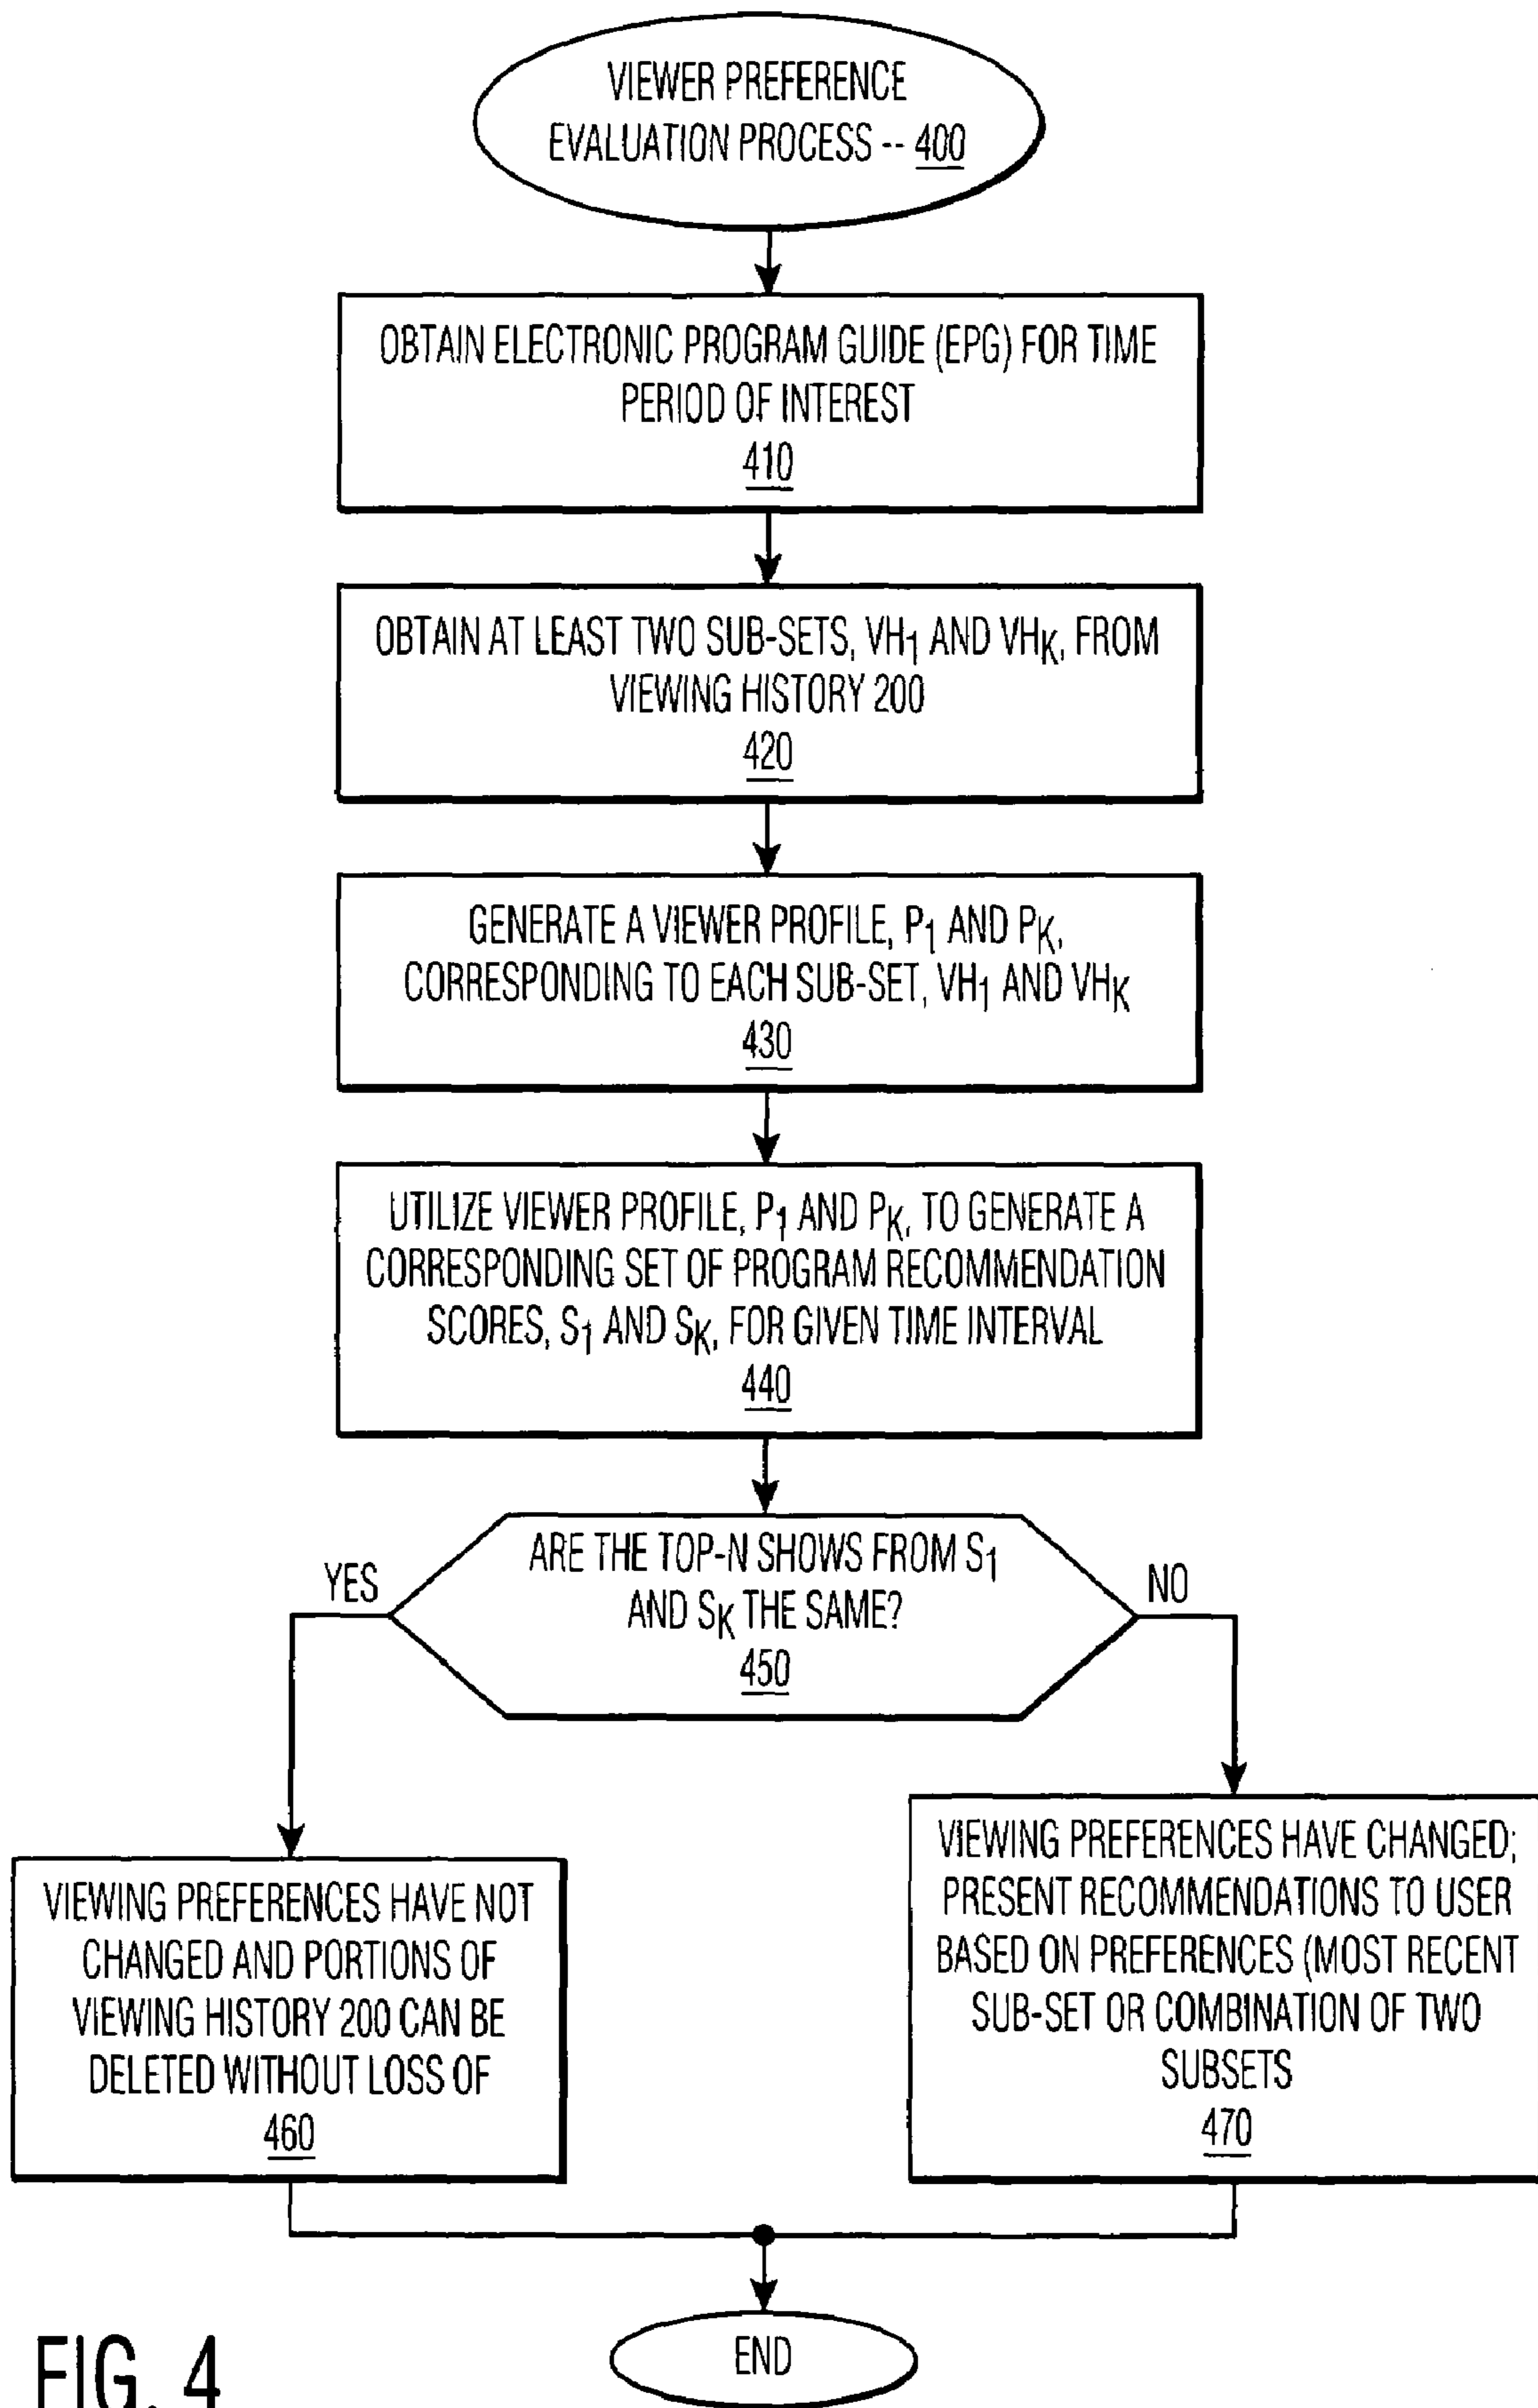 VIEWER PREFERENCE
EVALUATION PROCESS -- 400
OBTAIN ELECTRONIC PROGRAM GUIDE (EPG) FOR TIME
PERIOD OF INTEREST
410
OBTAIN AT LEAST TWO SUB-SETS, VH1 AND VHK, FROM
VIEWING HISTORY 200
420
GENERATE A VIEWER PROFILE, P1 AND PK,
CORRESPONDING TO EACH SUB-SET, VH1 AND VHK
430
UTILIZE VIEWER PROFILE, P1 AND PK, TO GENERATE A
CORRESPONDING SET OF PROGRAM RECOMMENDATION
SCORES, S1 AND SK, FOR GIVEN TIME INTERVAL
440
ARE THE TOP-N SHOWS FROM S1
AND SK THE SAME?
450
YES
NO
VIEWING PREFERENCES HAVE NOT
CHANGED AND PORTIONS OF
VIEWING HISTORY 200 CAN BE
DELETED WITHOUT LOSS OF
460
VIEWING PREFERENCES HAVE CHANGED;
PRESENT RECOMMENDATIONS TO USER
BASED ON PREFERENCES (MOST RECENT
SUB-SET OR COMBINATION OF TWO
SUBSETS
470
END
FIG. 4